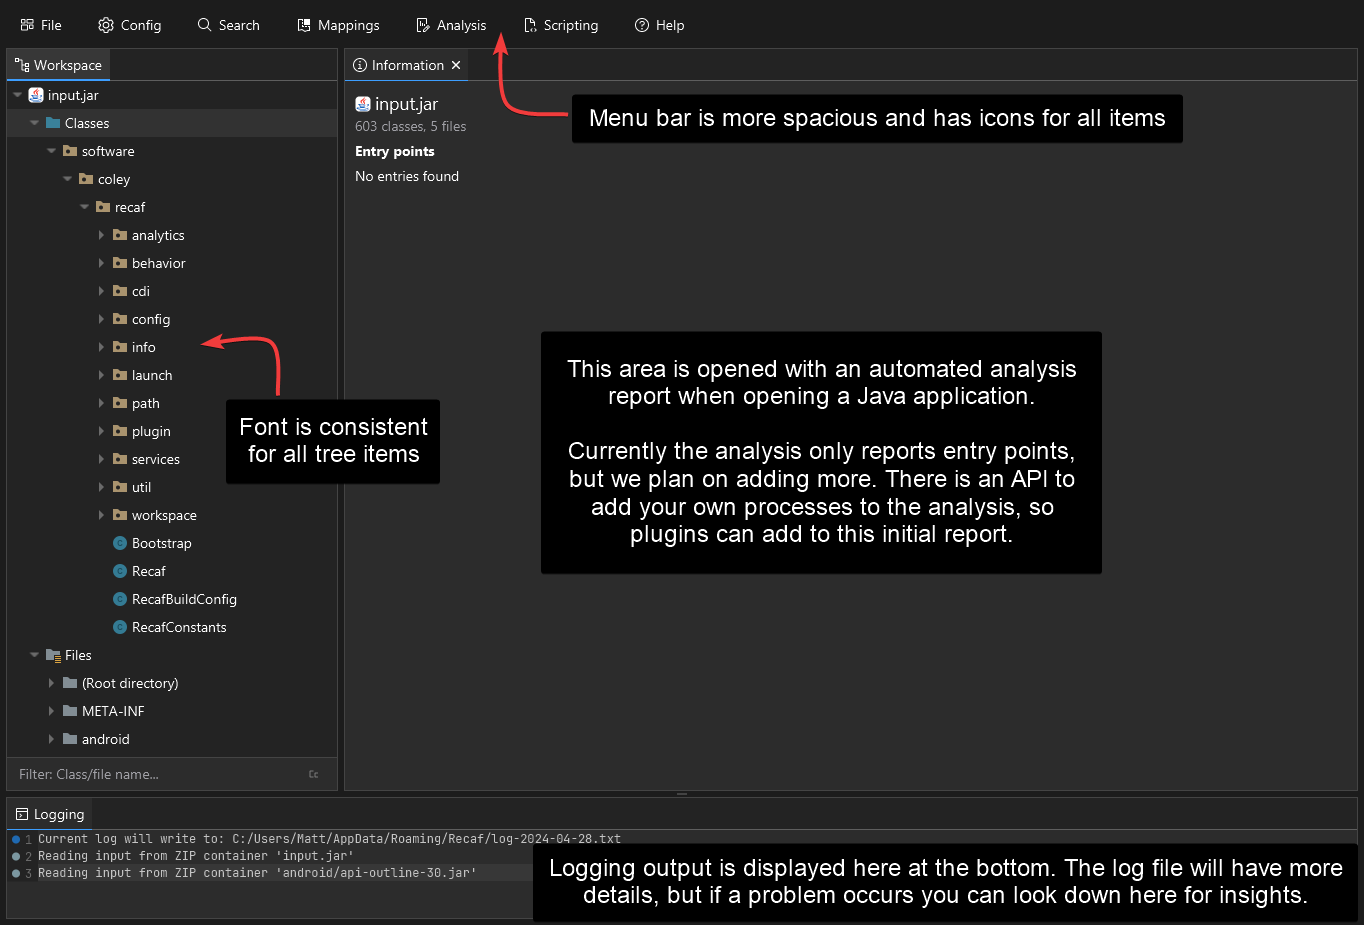 File Config Search Mappings Analysis Scripting Help
Workspace
input.jar
Classes
software
coley
recaf
analytics
behavior
cdi
config
info
launch
path
plugin
services
util
workspace
Bootstrap
Recaf
RecafBuildConfig
RecafConstants
Files
(Root directory)
META-INF
android
Filter: Class/file name...
Cc
Font is consistent
for all tree items
Information
input.jar
603 classes, 5 files
Entry points
No entries found
Menu bar is more spacious and has icons for all items
This area is opened with an automated analysis
report when opening a Java application.
Currently the analysis only reports entry points,
but we plan on adding more. There is an API to
add your own processes to the analysis, so
plugins can add to this initial report.
Logging
1 Current log will write to: C:/Users/Matt/AppData/Roaming/Recaf/log-2024-04-28.txt
2 Reading input from ZIP container 'input.jar'
3 Reading input from ZIP container 'android/api-outline-30.jar'
Logging output is displayed here at the bottom. The log file will have more
details, but if a problem occurs you can look down here for insights.